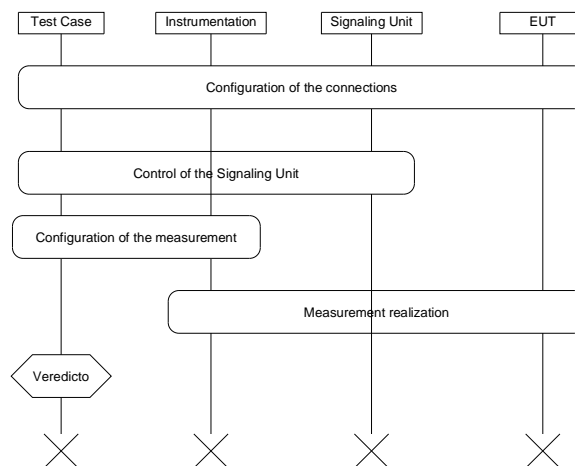 Test Case
Instrumentation
Signaling Unit
EUT
Configuration of the connections
Control of the Signaling Unit
Configuration of the measurement
Measurement realization
Veredicto